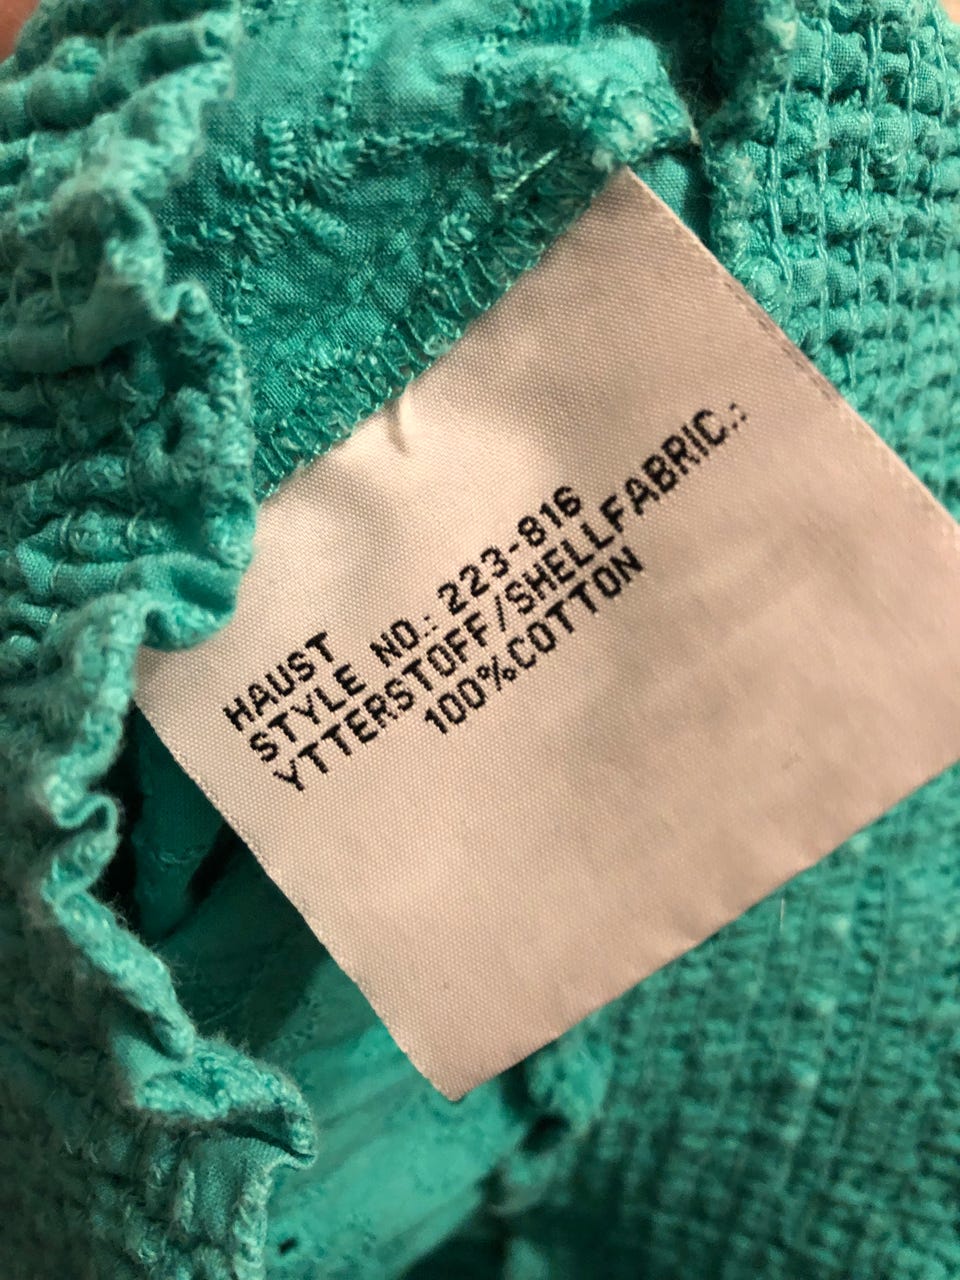 HAUST
STYLE NO.: 223-816
YTTERSTOFF/SHELLFABRIC.:
100%COTTON